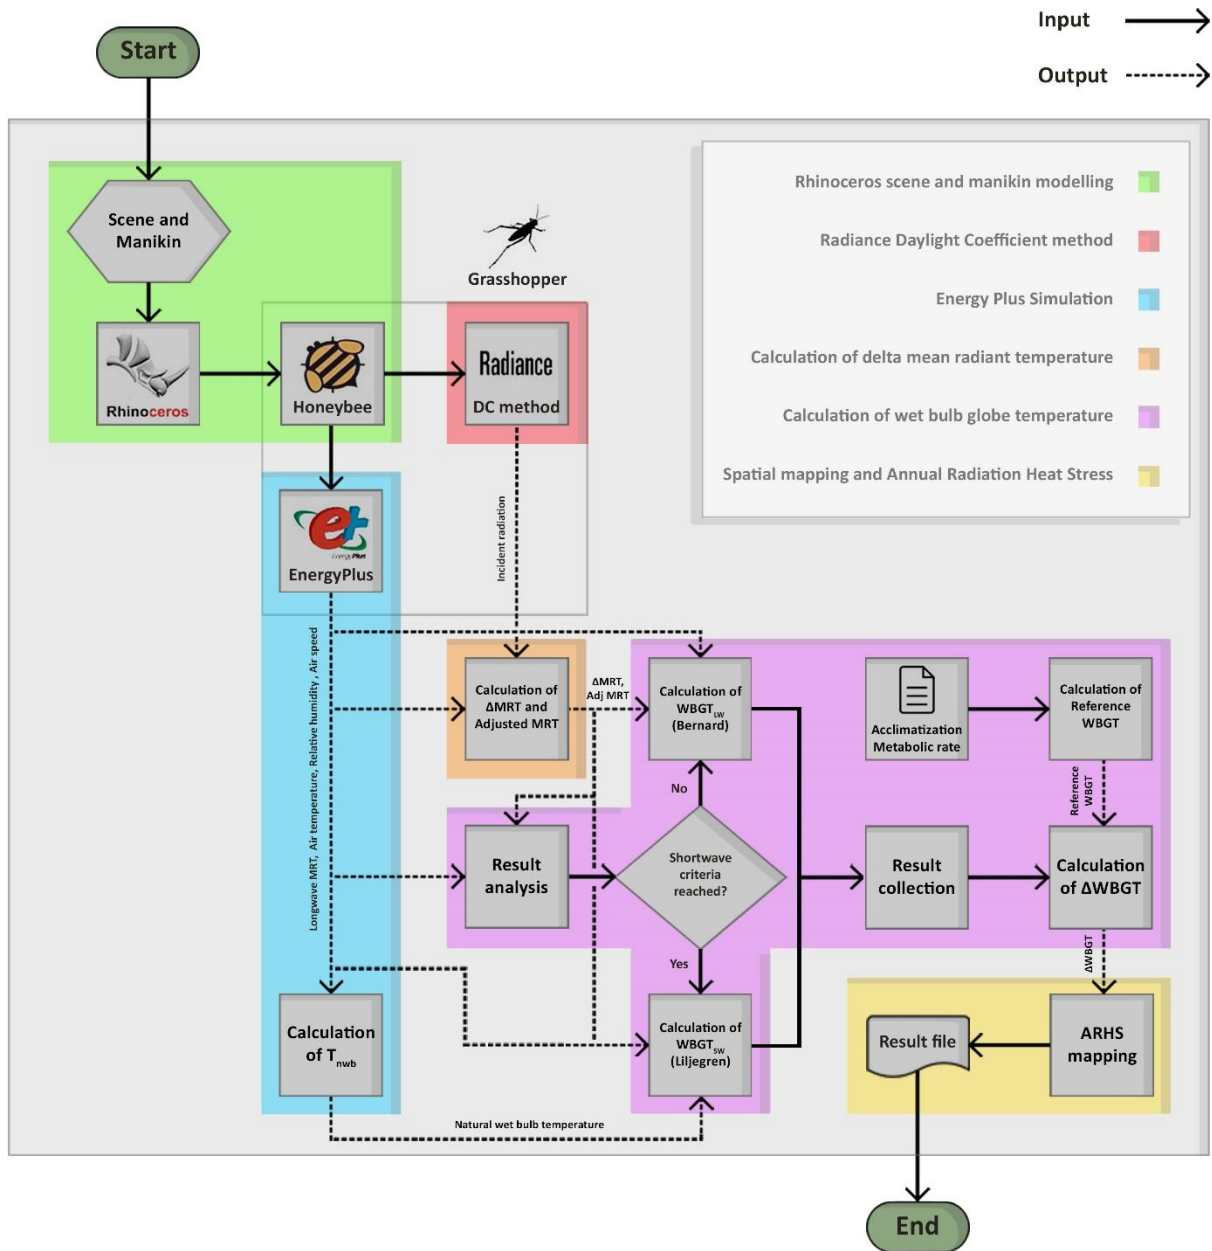 Input
Start
Output
Rhinoceros scene and manikin modelling
Radiance Daylight Coefficient method
Energy Plus Simulation
Calculation of delta mean radiant temperature
Calculation of wet bulb globe temperature
Spatial mapping and Annual Radiation Heat Stress
Scene and
Manikin
Grasshopper
Rhinoceros
Honeybee
Radiance
DC method
e+
Energy Plus
EnergyPlus
Incident radiation
Longwave MRT, Air temperature, Relative humidity , Air speed
Calculation of
ΔMRT and
Adjusted MRT
ΔMRT,
Adj MRT
Calculation of
WBGTLW
(Bernard)
Acclimatization
Metabolic rate
Calculation of
Reference
WBGT
No
Reference
WBGT
Result
analysis
Shortwave
criteria
reached?
Result
collection
Calculation
of ΔWBGT
Yes
ΔWBGT
Calculation
of Tnwb
Calculation of
WBGTSW
(Liljegren)
Result file
ARHS
mapping
Natural wet bulb temperature
End